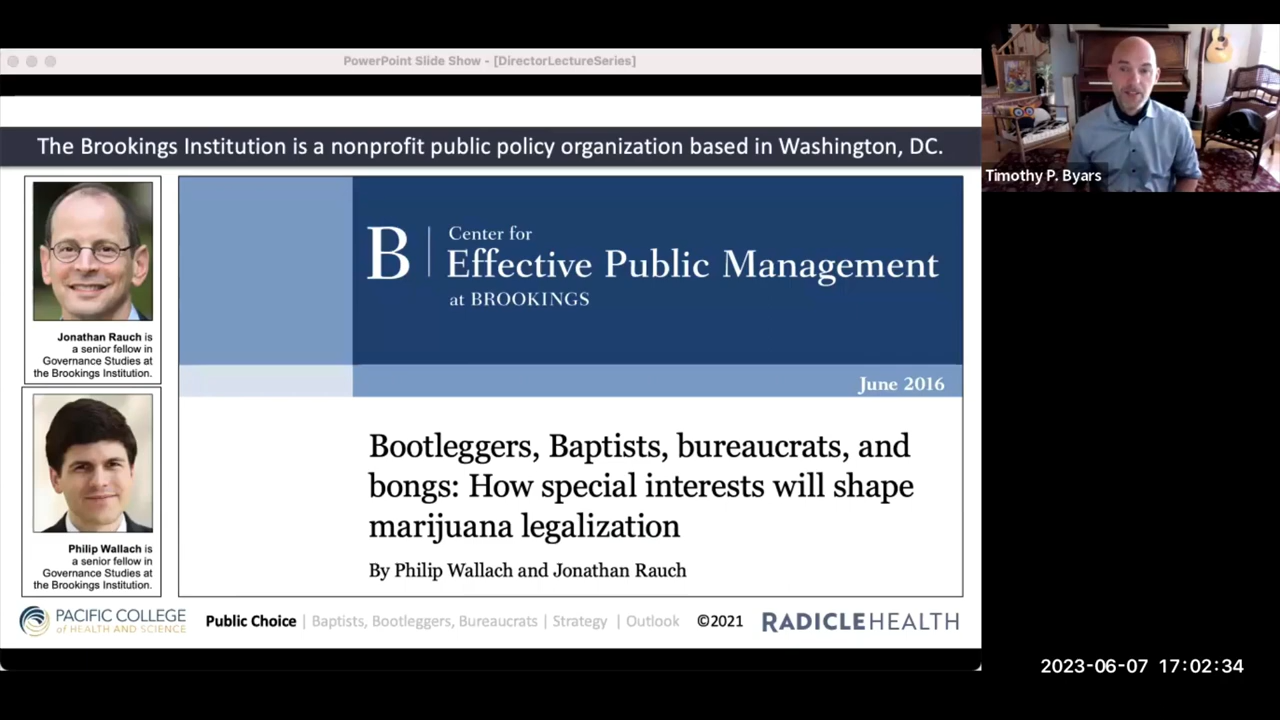 PowerPoint Slide Show - [DirectorLectureSeries]
The Brookings Institution is a nonprofit public policy organization based in Washington, DC.
Jonathan Rauch is
a senior fellow in
Governance Studies at
the Brookings Institution.
Philip Wallach is
a senior fellow in
Governance Studies at
the Brookings Institution.
B
Center for
Effective Public Management
at BROOKINGS
June 2016
Bootleggers, Baptists, bureaucrats, and
bongs: How special interests will shape
marijuana legalization
By Philip Wallach and Jonathan Rauch
PACIFIC COLLEGE
of HEALTH AND SCIENCE
Public Choice | Baptists, Bootleggers, Bureaucrats | Strategy | Outlook ©2021
RADICLEHEALTH
Timothy P. Byars
2023-06-07 17:02:34